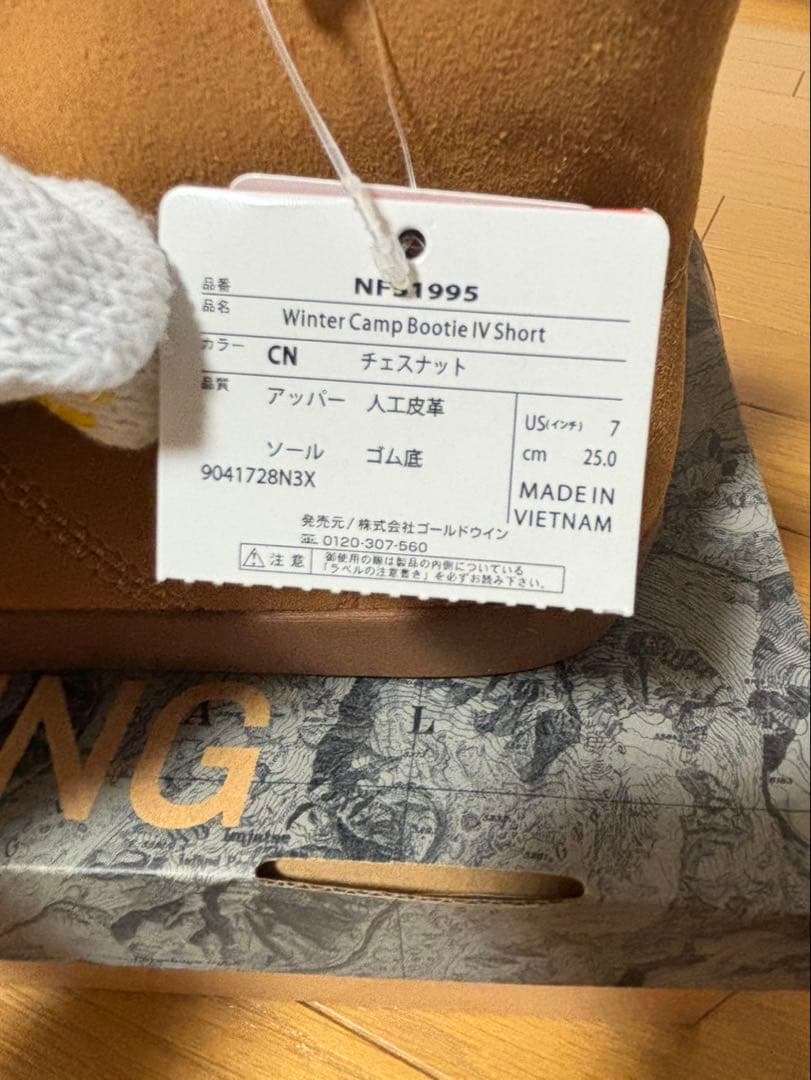 品番 NF51995
品名 Winter Camp Bootie IV Short
カラー CN チェスナット
品質 アッパー 人工皮革
ソール ゴム底
US(インチ) 7
cm 25.0
MADE IN
VIETNAM
9041728N3X
発売元/株式会社ゴールドウイン
0120-307-560
注意 御使用の際は製品の内側についている
「ラベルの注意書き」を必ずお読み下さい。
NG
A L
Imjatse